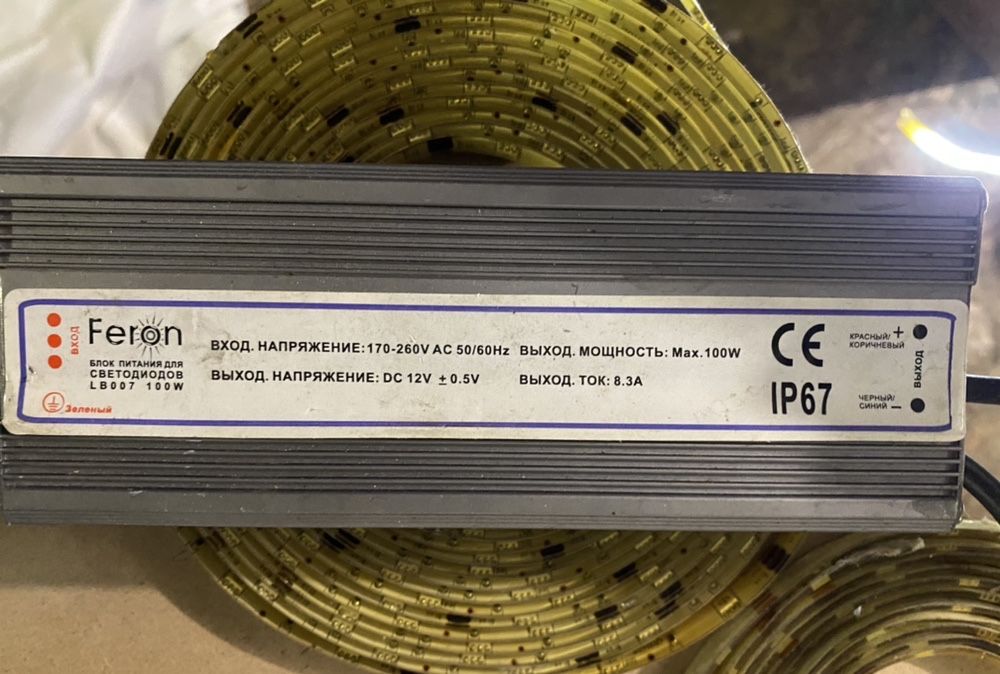 ВХОД
Feron
БЛОК ПИТАНИЯ ДЛЯ
СВЕТОДИОДОВ
LB007 100W
Зеленый
ВХОД. НАПРЯЖЕНИЕ: 170-260V AC 50/60Hz
ВЫХОД. НАПРЯЖЕНИЕ: DC 12V ± 0.5V
ВЫХОД. МОЩНОСТЬ: Max.100W
ВЫХОД. ТОК: 8.3A
CE
IP67
КРАСНЫЙ/ +
КОРИЧНЕВЫЙ
ЧЕРНЫЙ/
СИНИЙ –
ВЫХОД